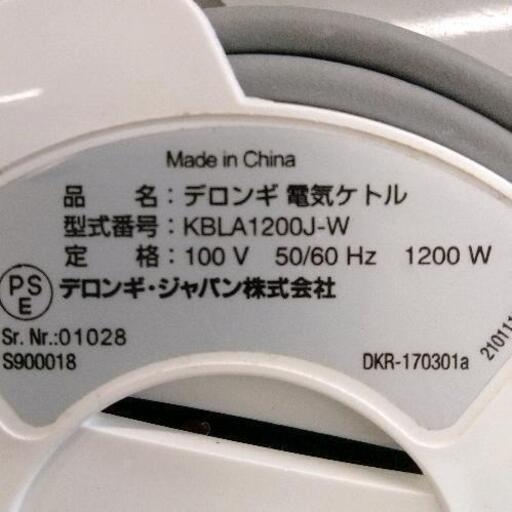 Made in China
品 名：デロンギ 電気ケトル
型式番号：KBLA1200J-W
定 格：100 V 50/60 Hz 1200 W
PS
E
デロンギ・ジャパン株式会社
Sr. Nr.:01028
S900018
DKR-170301a